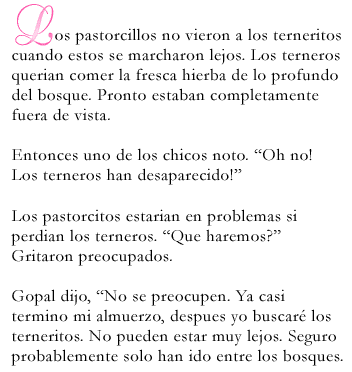 Los pastorcillos no vieron a los terneritos
cuando estos se marcharon lejos. Los terneros
querian comer la fresca hierba de lo profundo
del bosque. Pronto estaban completamente
fuera de vista.

Entonces uno de los chicos noto. “Oh no!
Los terneros han desaparecido!”

Los pastorcitos estarian en problemas si
perdian los terneros. “Que haremos?”
Gritaron preocupados.

Gopal dijo, “No se preocupen. Ya casi
termino mi almuerzo, despues yo buscaré los
terneritos. No pueden estar muy lejos. Seguro
probablemente solo han ido entre los bosques.